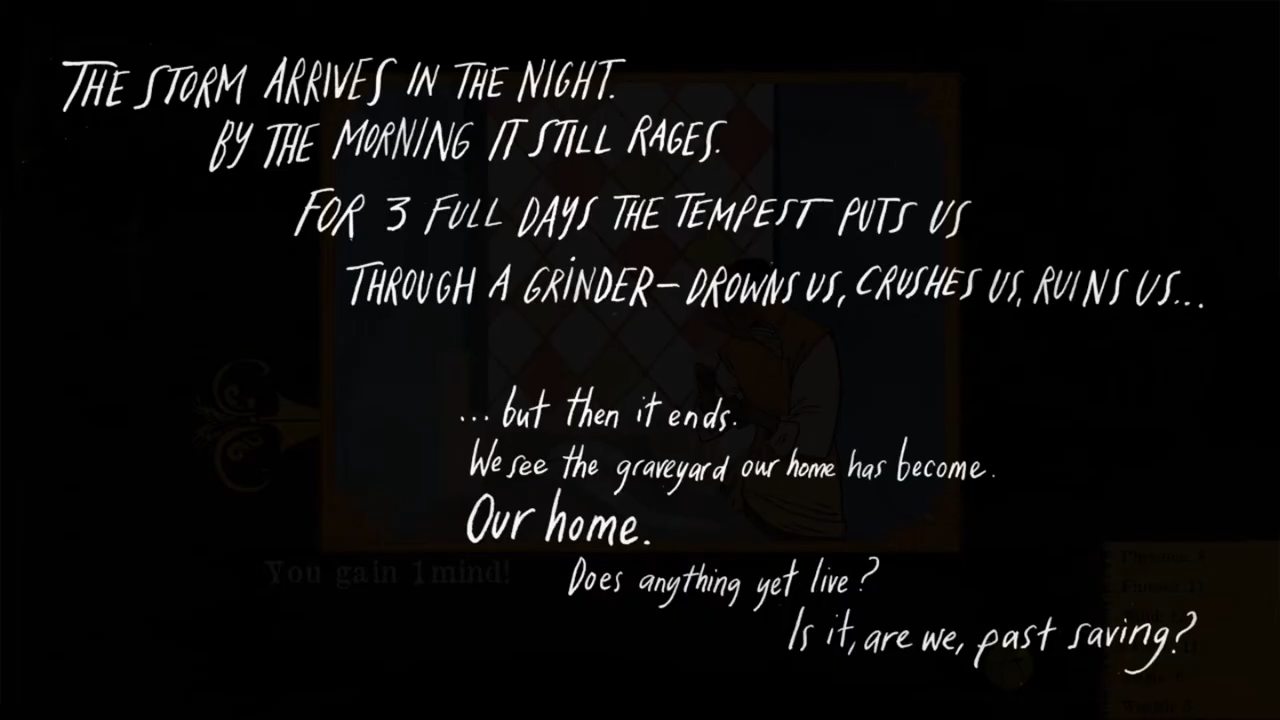 THE STORM ARRIVES IN THE NIGHT.
BY THE MORNING IT STILL RAGES.
FOR 3 FULL DAYS THE TEMPEST PUTS US
THROUGH A GRINDER—DROWNS US, CRUSHES US, RUINS US...
... but then it ends.
We see the graveyard our home has become.
Our home.
Does anything yet live?
Is it, are we, past saving?
You gain 1 mind!